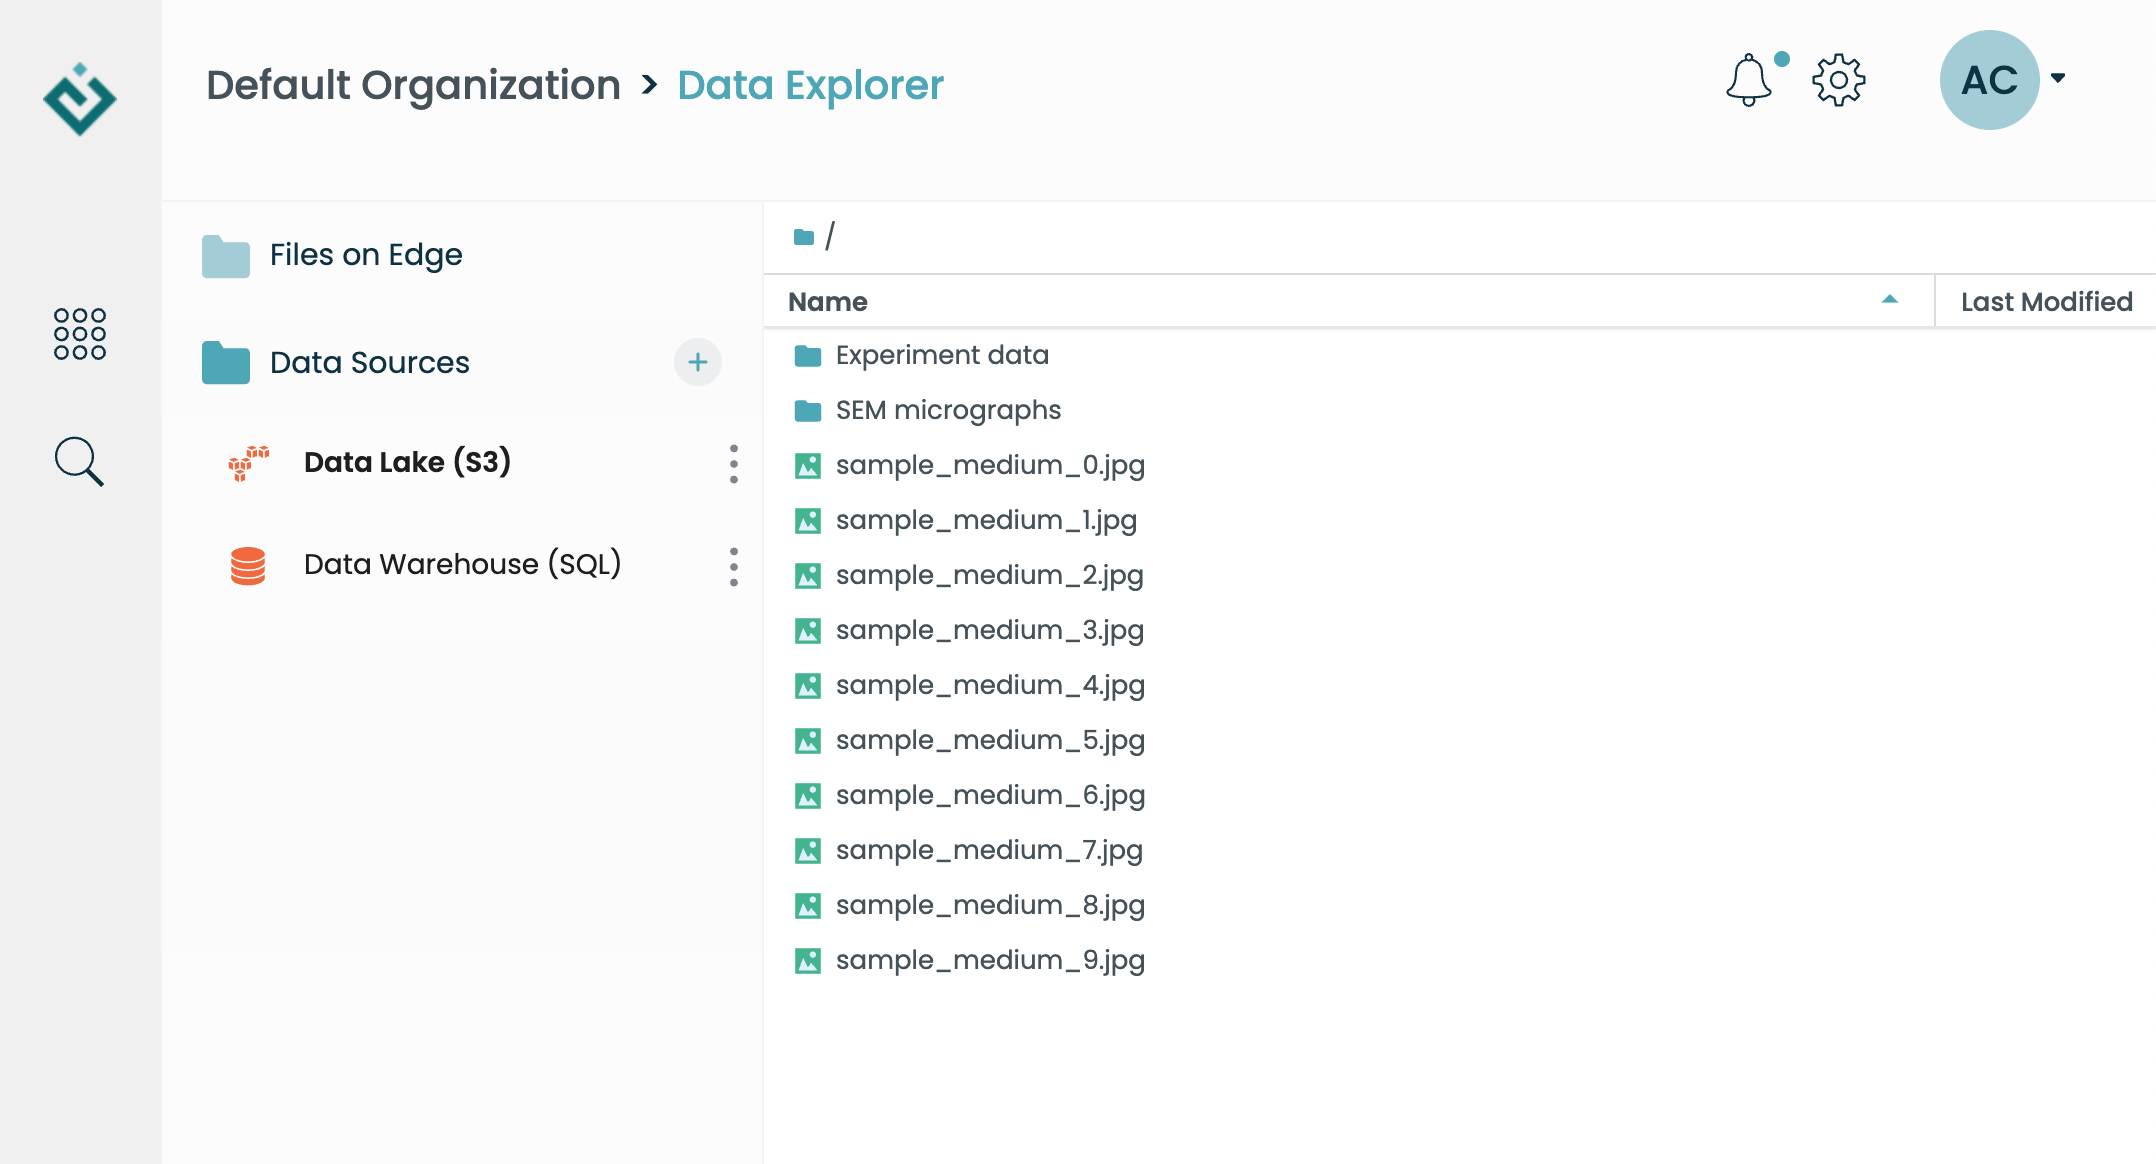 Default Organization > Data Explorer
AC
Files on Edge
Data Sources
Data Lake (S3)
Data Warehouse (SQL)
/
Name
Last Modified
Experiment data
SEM micrographs
sample_medium_0.jpg
sample_medium_1.jpg
sample_medium_2.jpg
sample_medium_3.jpg
sample_medium_4.jpg
sample_medium_5.jpg
sample_medium_6.jpg
sample_medium_7.jpg
sample_medium_8.jpg
sample_medium_9.jpg